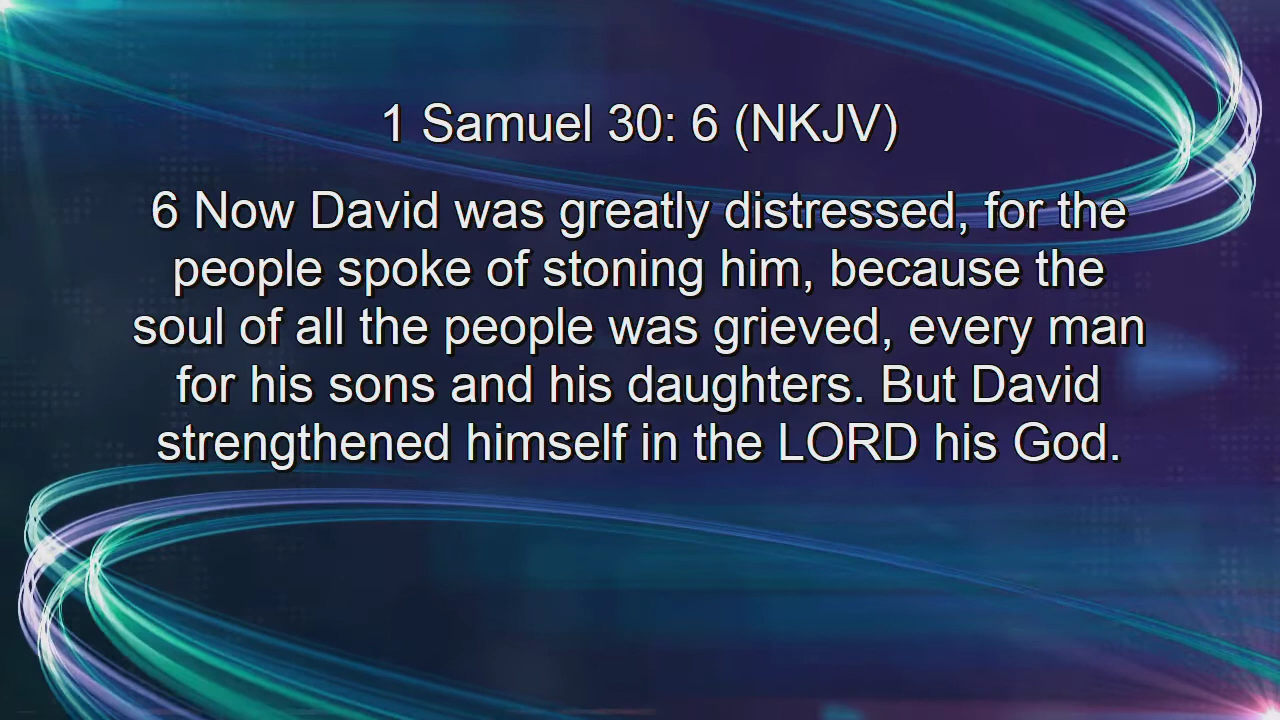 1 Samuel 30: 6 (NKJV)
6 Now David was greatly distressed, for the
people spoke of stoning him, because the
soul of all the people was grieved, every man
for his sons and his daughters. But David
strengthened himself in the LORD his God.